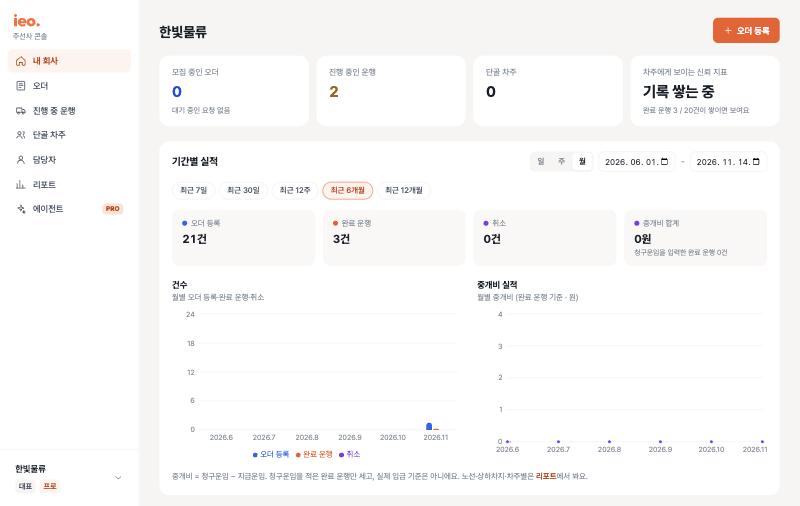 ieo.
주선사 콘솔
내 회사
오더
진행 중 운행
단골 차주
담당자
리포트
에이전트 PRO
한빛물류
대표 프로
한빛물류
+ 오더 등록
모집 중인 오더
0
대기 중인 요청 없음
진행 중인 운행
2
단골 차주
0
차주에게 보이는 신뢰 지표
기록 쌓는 중
완료 운행 3 / 20건이 쌓이면 보여요
기간별 실적
일 주 월 2026. 06. 01. - 2026. 11. 14.
최근 7일 최근 30일 최근 12주 최근 6개월 최근 12개월
오더 등록
21건
완료 운행
3건
취소
0건
중개비 합계
0원
청구운임을 입력한 완료 운행 0건
건수
월별 오더 등록·완료 운행·취소
24
18
12
6
0
2026.6 2026.7 2026.8 2026.9 2026.10 2026.11
오더 등록 완료 운행 취소
중개비 실적
월별 중개비 (완료 운행 기준 · 원)
4
3
2
1
0
2026.6 2026.7 2026.8 2026.9 2026.10 2026.11
중개비 = 청구운임 − 지급운임. 청구운임을 적은 완료 운행만 세고, 실제 입금 기준은 아니에요. 노선·상하차지·차주별은 리포트에서 봐요.